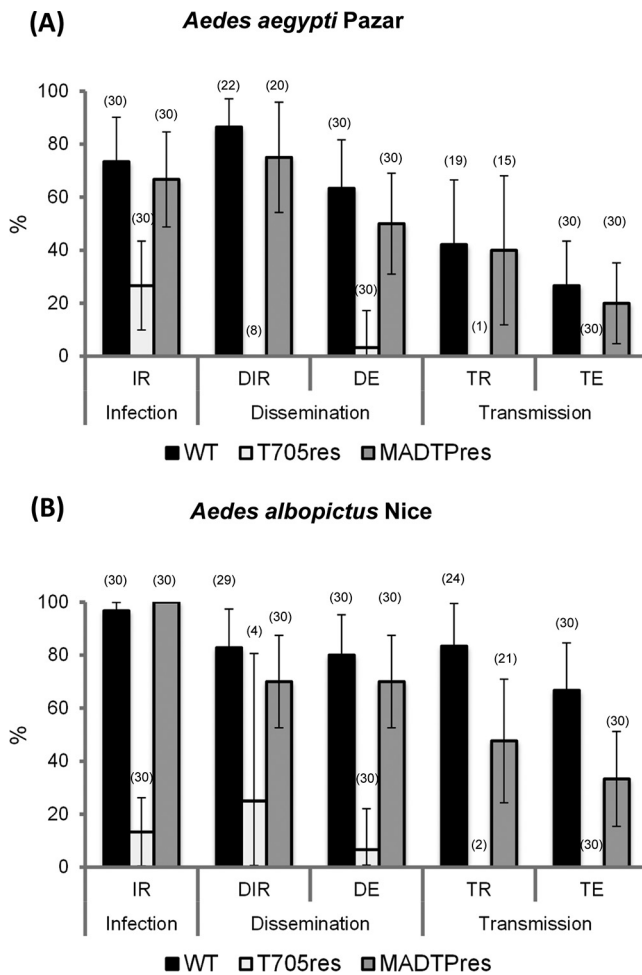 (A)
Aedes aegypti Pazar
100
80
60
40
20
0
%
(30) (30) (30)
(22) (8) (20)
(30) (30) (30)
(19) (1) (15)
(30) (30) (30)
IR DIR DE TR TE
Infection Dissemination Transmission
WT T705res MADTPres
(B)
Aedes albopictus Nice
100
80
60
40
20
0
%
(30) (30) (30)
(29) (4) (30)
(30) (30) (30)
(24) (2) (21)
(30) (30) (30)
IR DIR DE TR TE
Infection Dissemination Transmission
WT T705res MADTPres